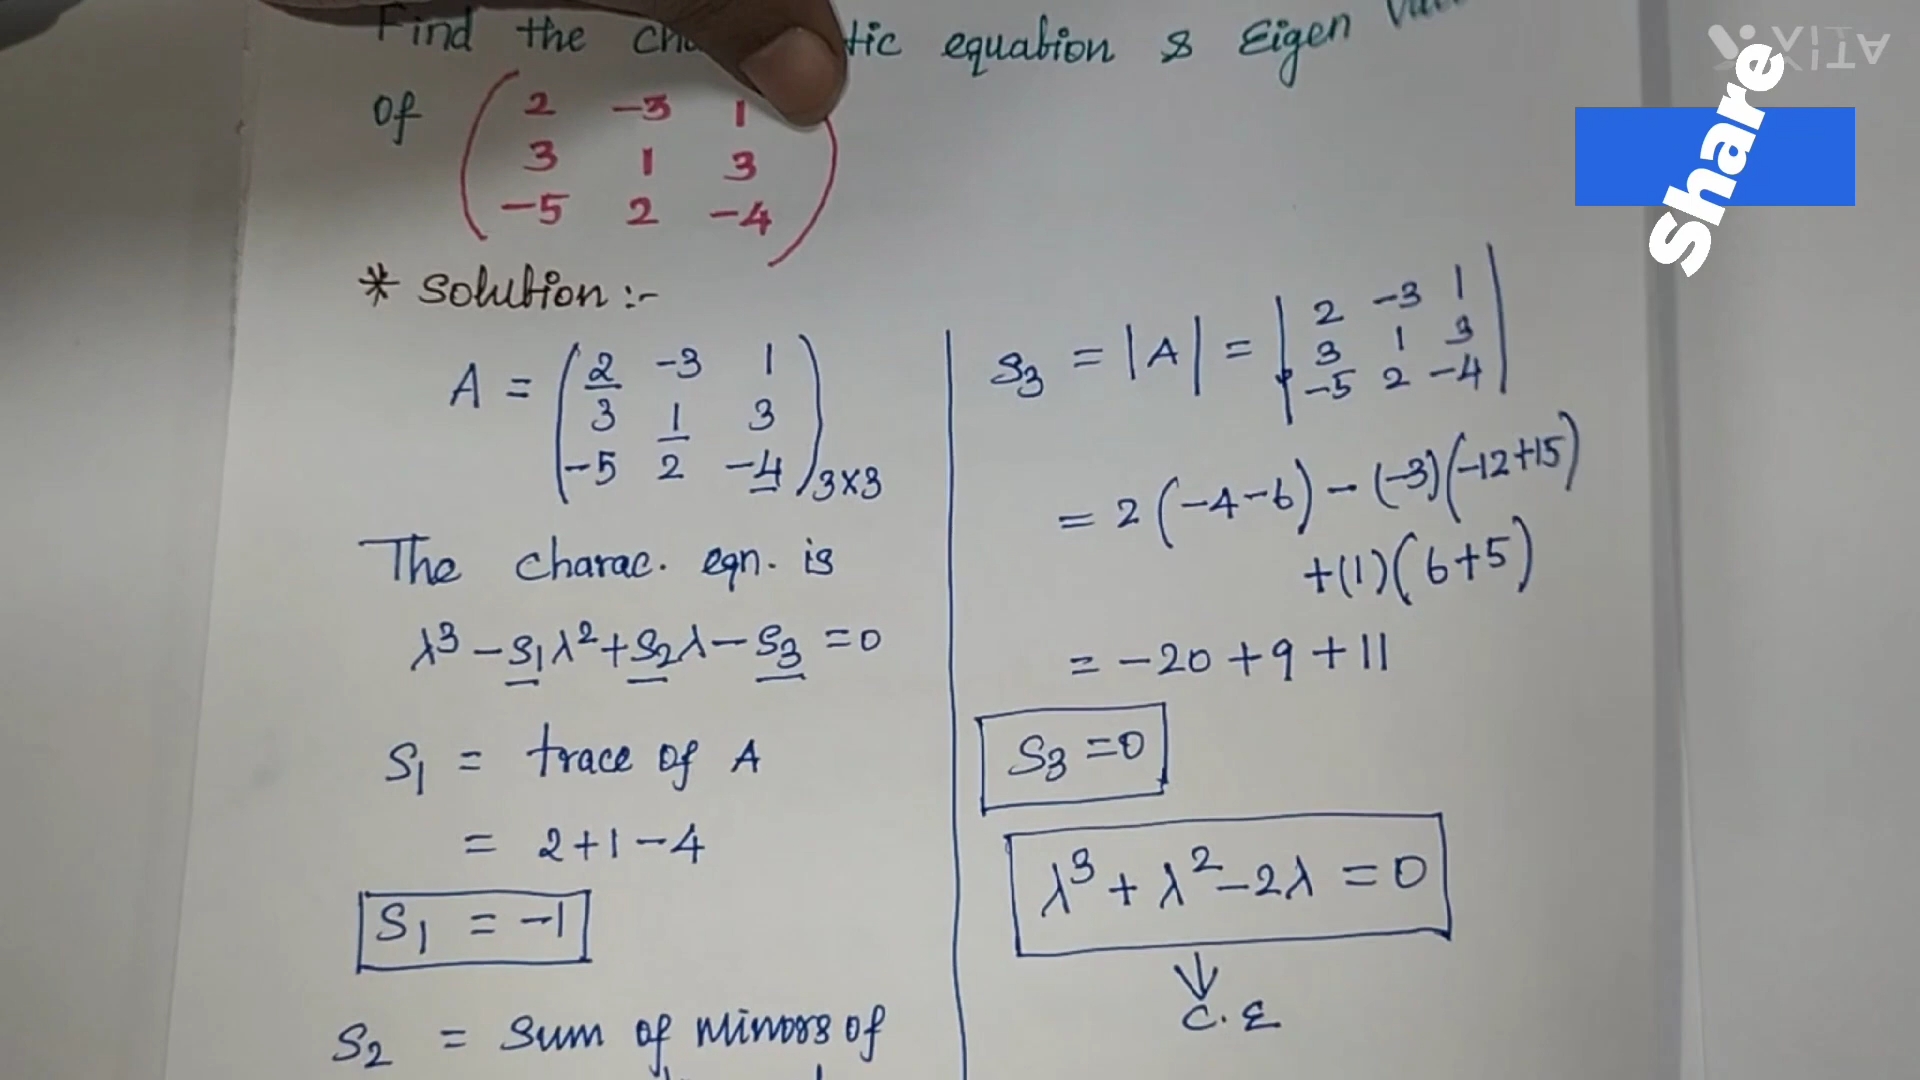 Find the equation & Eigen
of ( 2 -3 1
3 1 3
-5 2 -4 )
* Solution :-
A = ( 2 -3 1
3 1 3
-5 2 -4 )3×3
The charac. eqn. is
λ³ - S₁λ² + S₂λ - S₃ = 0
S₁ = trace of A
= 2+1-4
S₁ = -1
S₂ = Sum of minors of
S₃ = |A| = | 2 -3 1
3 1 3
-5 2 -4 |
= 2(-4-6) - (-3)(-12+15)
+(1)(6+5)
= -20+9+11
S₃ = 0
λ³ + λ² - 2λ = 0
↓
C.E
Share